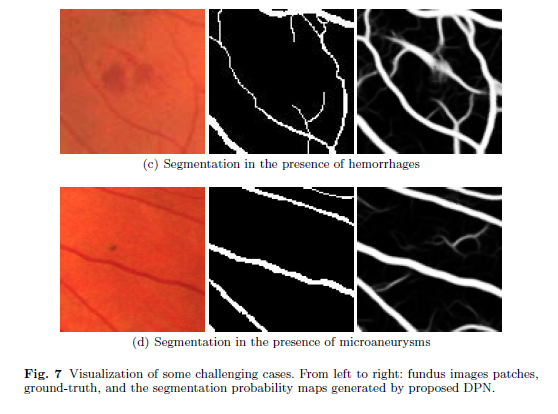 (c) Segmentation in the presence of hemorrhages
(d) Segmentation in the presence of microaneurysms
Fig. 7 Visualization of some challenging cases. From left to right: fundus images patches,
ground-truth, and the segmentation probability maps generated by proposed DPN.